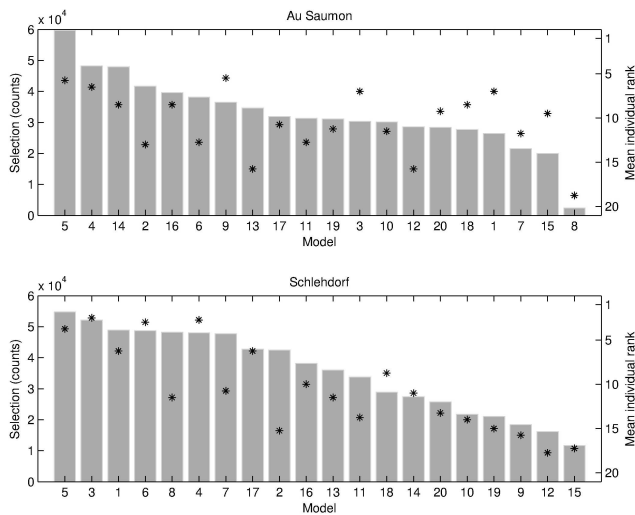 Au Saumon
x 10^4
6
5
4
3
2
1
0
Selection (counts)
1
5
10
15
20
Mean individual rank
5 4 14 2 16 6 9 13 17 11 19 3 10 12 20 18 1 7 15 8
Model
Schlehdorf
x 10^4
6
5
4
3
2
1
0
Selection (counts)
1
5
10
15
20
Mean individual rank
5 3 1 6 8 4 7 17 2 16 13 11 18 14 20 10 19 9 12 15
Model